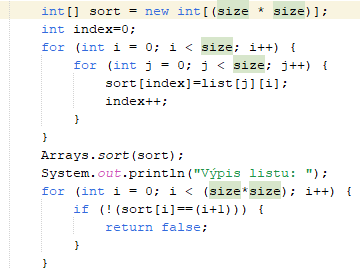 int[] sort = new int[(size * size)];
int index=0;
for (int i = 0; i < size; i++) {
for (int j = 0; j < size; j++) {
sort[index]=list[j][i];
index++;
}
}
Arrays.sort(sort);
System.out.println("Výpis listu: ");
for (int i = 0; i < (size*size); i++) {
if (!(sort[i]==(i+1))) {
return false;
}
}